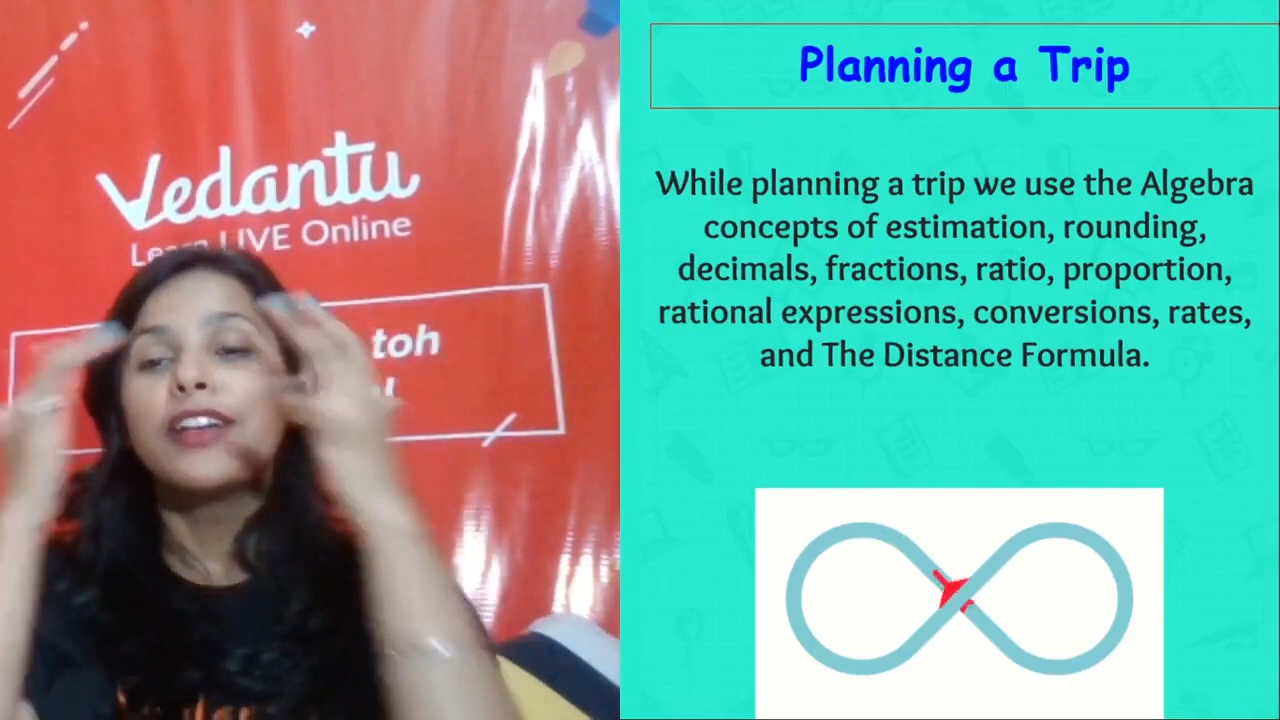 Vedantu
Learn LIVE Online
toh
Planning a Trip
While planning a trip we use the Algebra
concepts of estimation, rounding,
decimals, fractions, ratio, proportion,
rational expressions, conversions, rates,
and The Distance Formula.